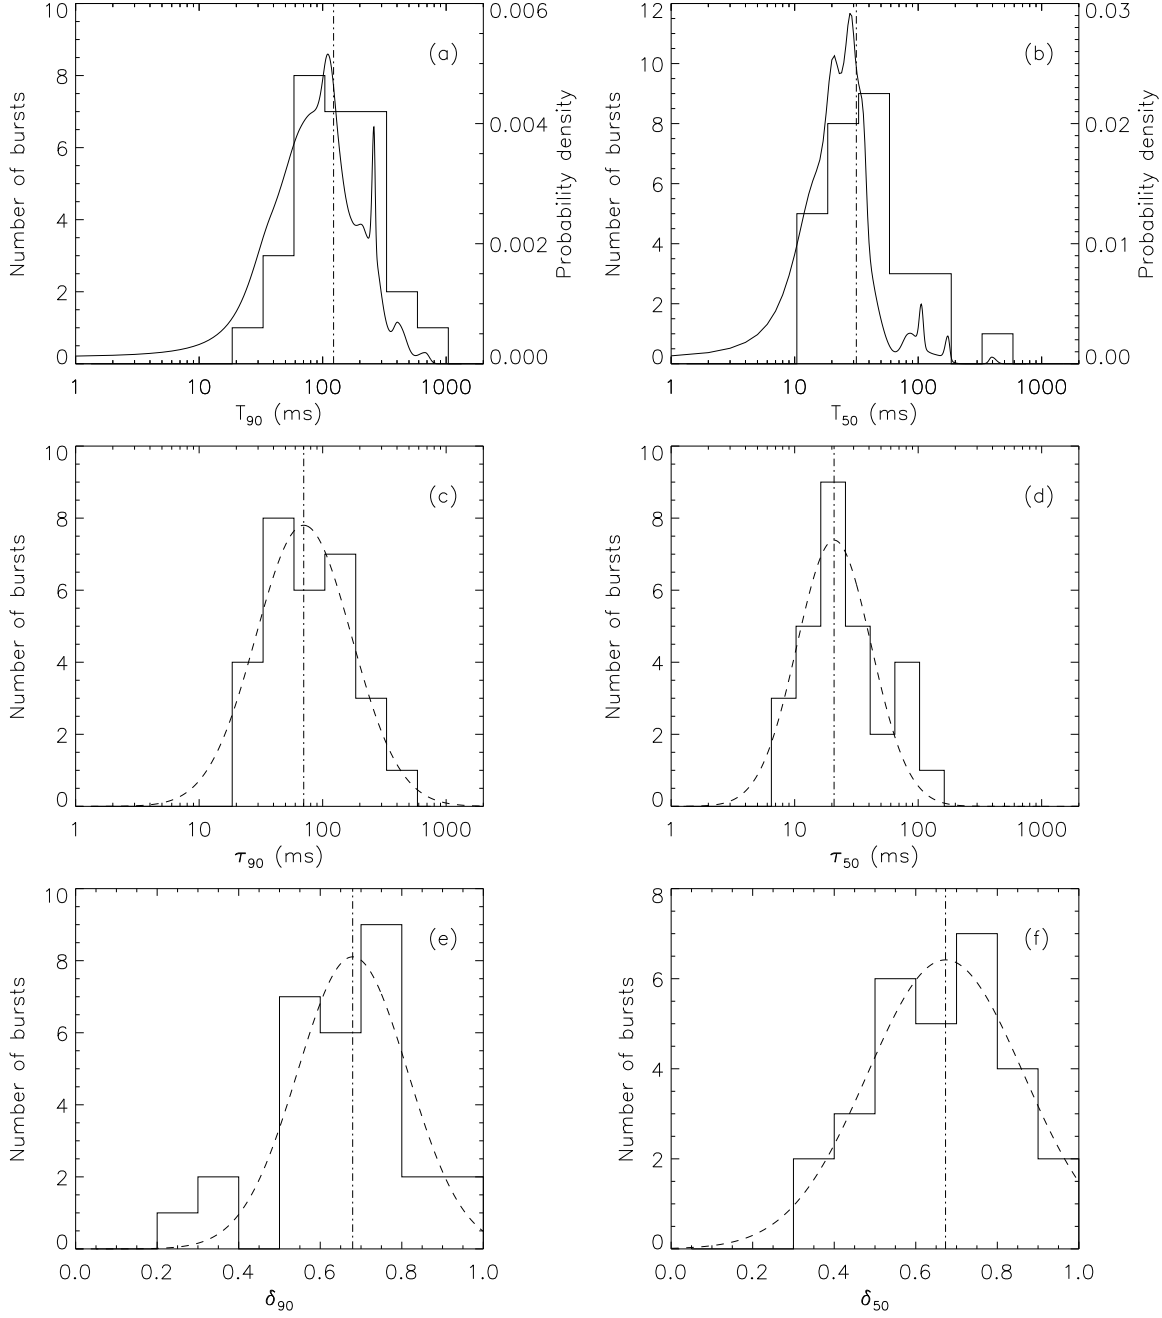 (a)
Number of bursts
10
8
6
4
2
0
0.006
0.004
0.002
0.000
Probability density
1 10 100 1000
T90 (ms)
(b)
Number of bursts
12
10
8
6
4
2
0
0.03
0.02
0.01
0.00
Probability density
1 10 100 1000
T50 (ms)
(c)
Number of bursts
10
8
6
4
2
0
1 10 100 1000
τ90 (ms)
(d)
Number of bursts
10
8
6
4
2
0
1 10 100 1000
τ50 (ms)
(e)
Number of bursts
10
8
6
4
2
0
0.0 0.2 0.4 0.6 0.8 1.0
δ90
(f)
Number of bursts
8
6
4
2
0
0.0 0.2 0.4 0.6 0.8 1.0
δ50